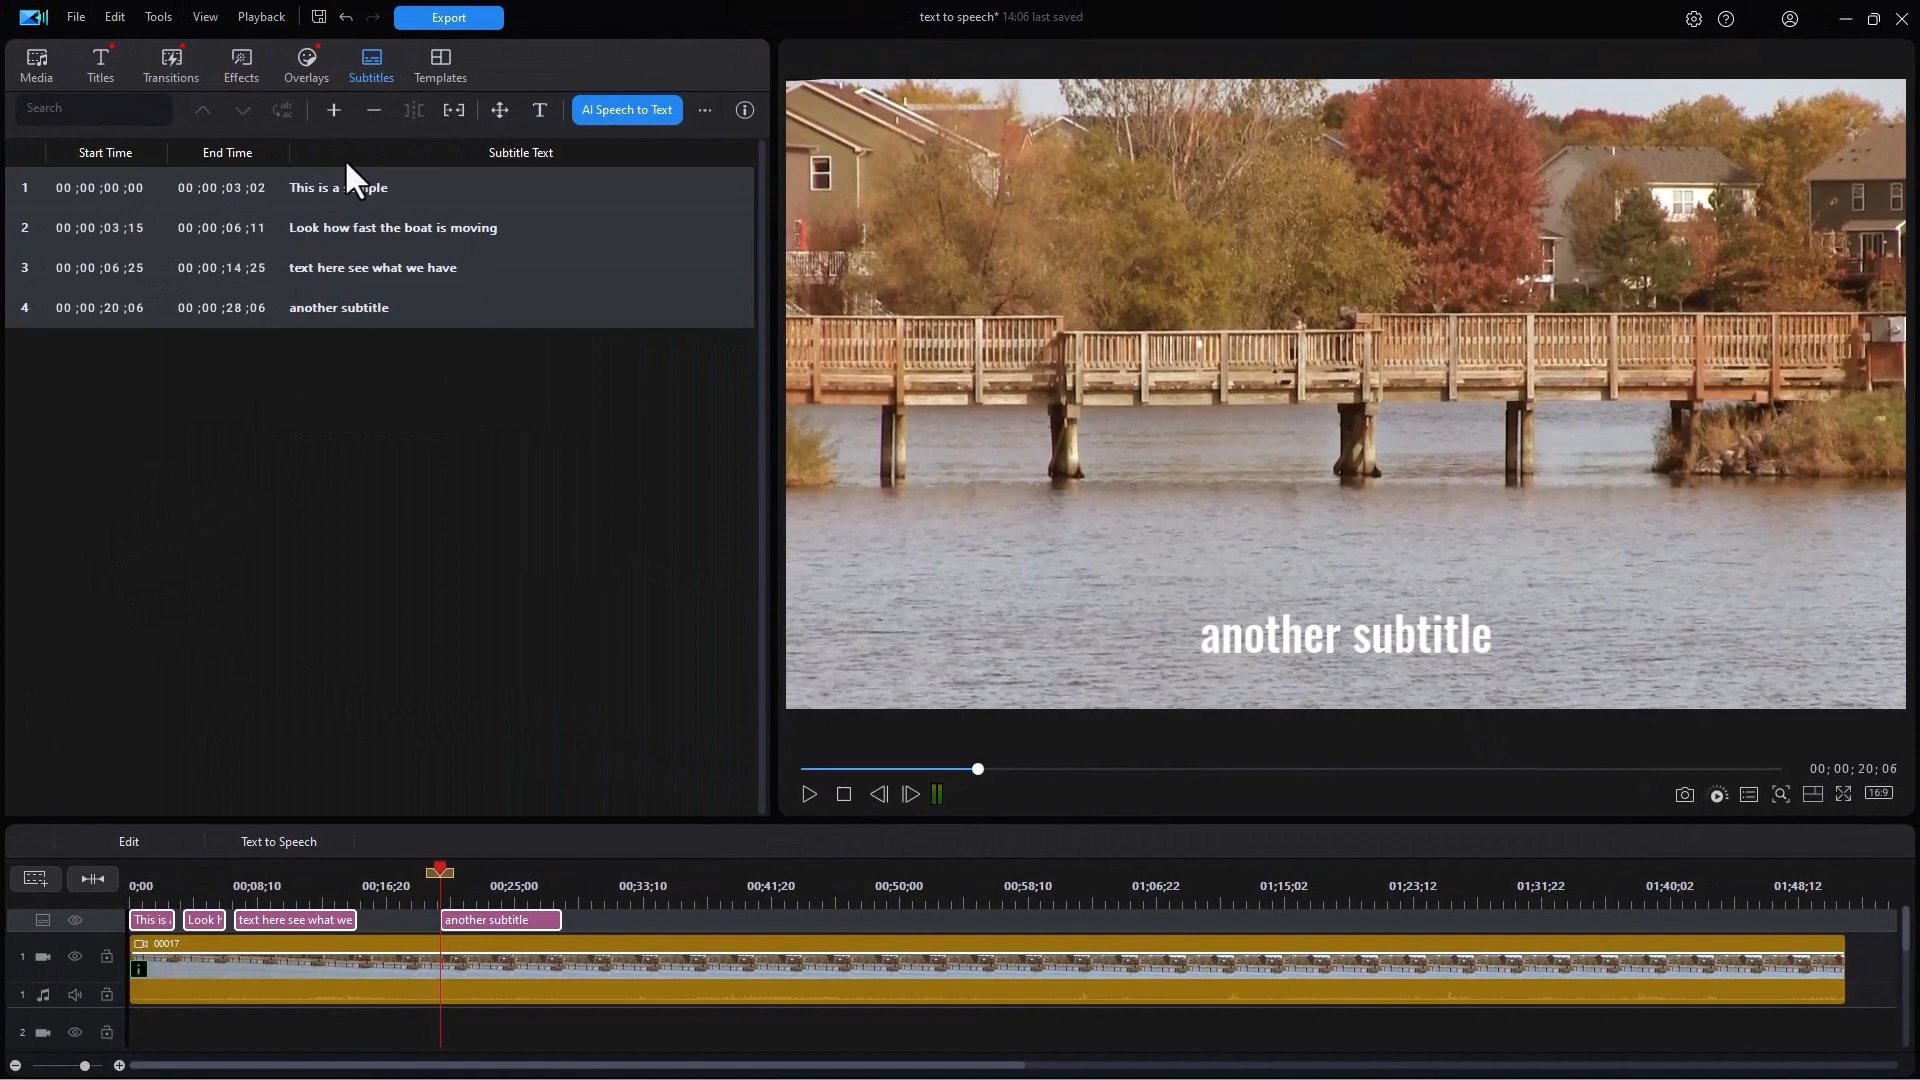 File Edit Tools View Playback Export text to speech* 14:06 last saved
Media Titles Transitions Effects Overlays Subtitles Templates
Search AI Speech to Text
Start Time End Time Subtitle Text
1 00 ;00 ;00 ;00 00 ;00 ;03 ;02 This is a
2 00 ;00 ;03 ;15 00 ;00 ;06 ;11 Look how fast the boat is moving
3 00 ;00 ;06 ;25 00 ;00 ;14 ;25 text here see what we have
4 00 ;00 ;20 ;06 00 ;00 ;28 ;06 another subtitle
another subtitle
00; 00; 20; 06
16:9
Edit Text to Speech
0;00 00;08;10 00;16;20 00;25;00 00;33;10 00;41;20 00;50;00 00;58;10 01;06;22 01;15;02 01;23;12 01;31;22 01;40;02 01;48;12
This is Look h text here see what we another subtitle
00017
1
1
2